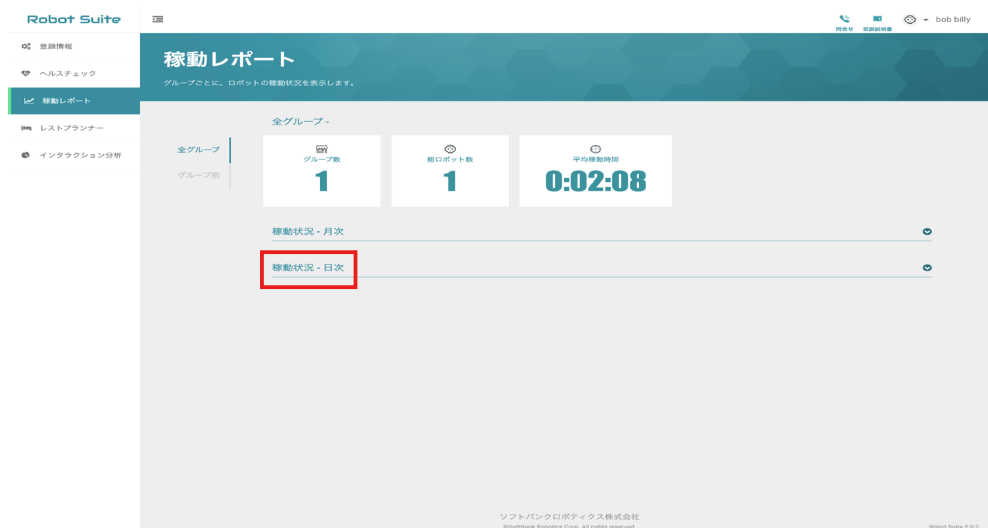 Robot Suite
問合せ
取扱説明書
bob billy
登録情報
ヘルスチェック
稼動レポート
レストプランナー
インタラクション分析
稼動レポート
グループごとに、ロボットの稼動状況を表示します。
全グループ -
全グループ
グループ別
グループ数
1
総ロボット数
1
平均稼動時間
0:02:08
稼動状況 - 月次
稼動状況 - 日次
ソフトバンクロボティクス株式会社
©SoftBank Robotics Corp. All rights reserved.
Robot Suite 5.0.2